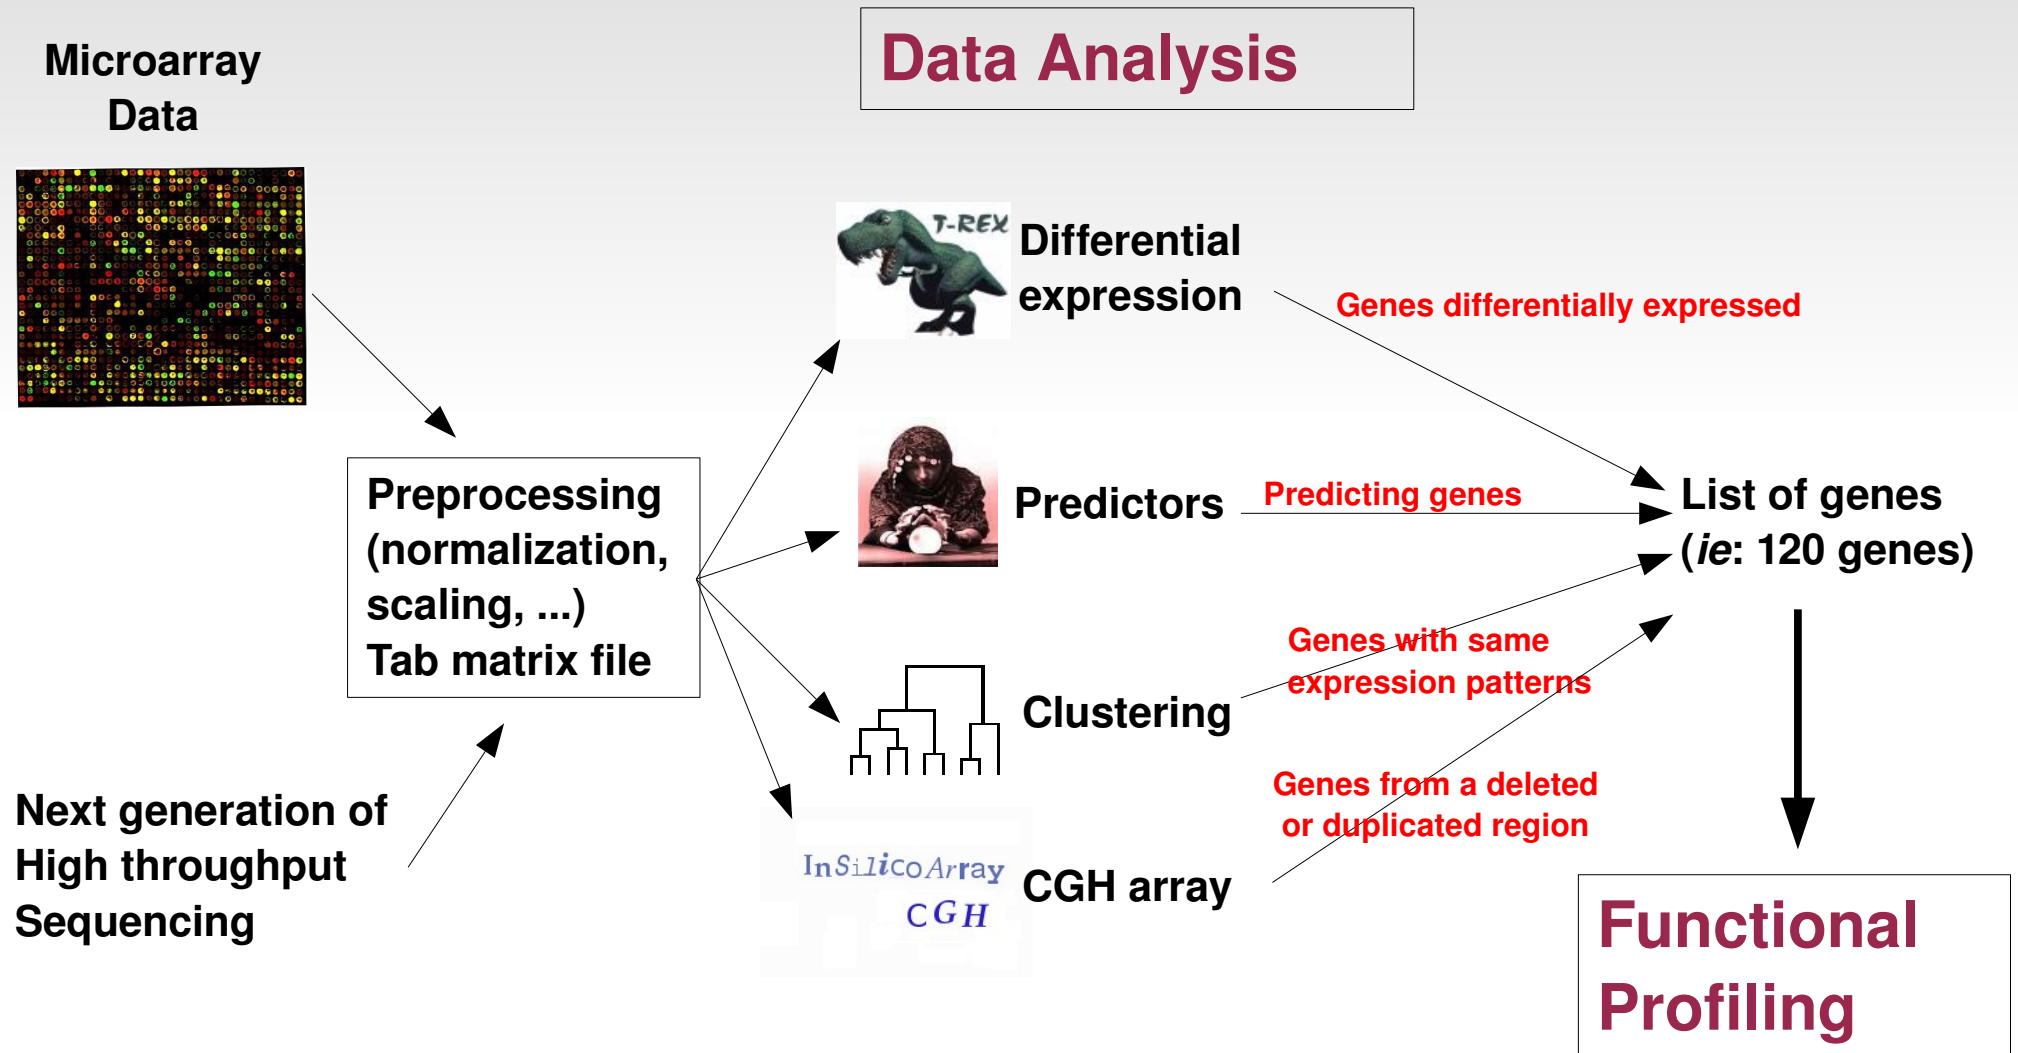 Data Analysis
Microarray
Data
T-REX
Differential
expression
Genes differentially expressed
Preprocessing
(normalization,
scaling, ...)
Tab matrix file
Predictors
Predicting genes
List of genes
(ie: 120 genes)
Clustering
Genes with same
expression patterns
Next generation of
High throughput
Sequencing
InSilicoArray
CGH
CGH array
Genes from a deleted
or duplicated region
Functional
Profiling